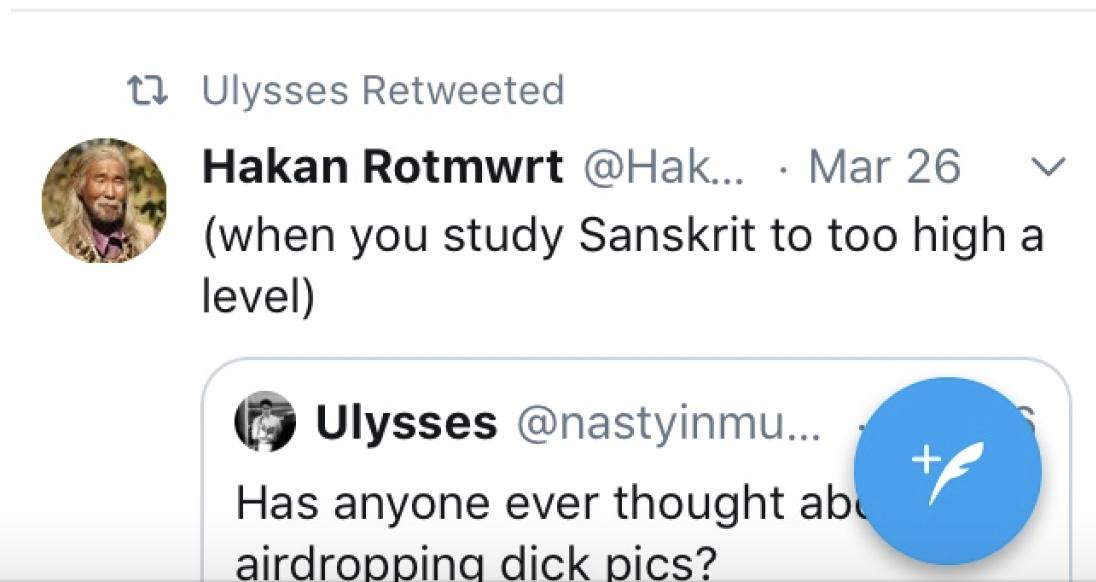 Ulysses Retweeted
Hakan Rotmwrt @Hak... · Mar 26
(when you study Sanskrit to too high a
level)
Ulysses @nastyinmu... ·
Has anyone ever thought
airdropping dick pics?